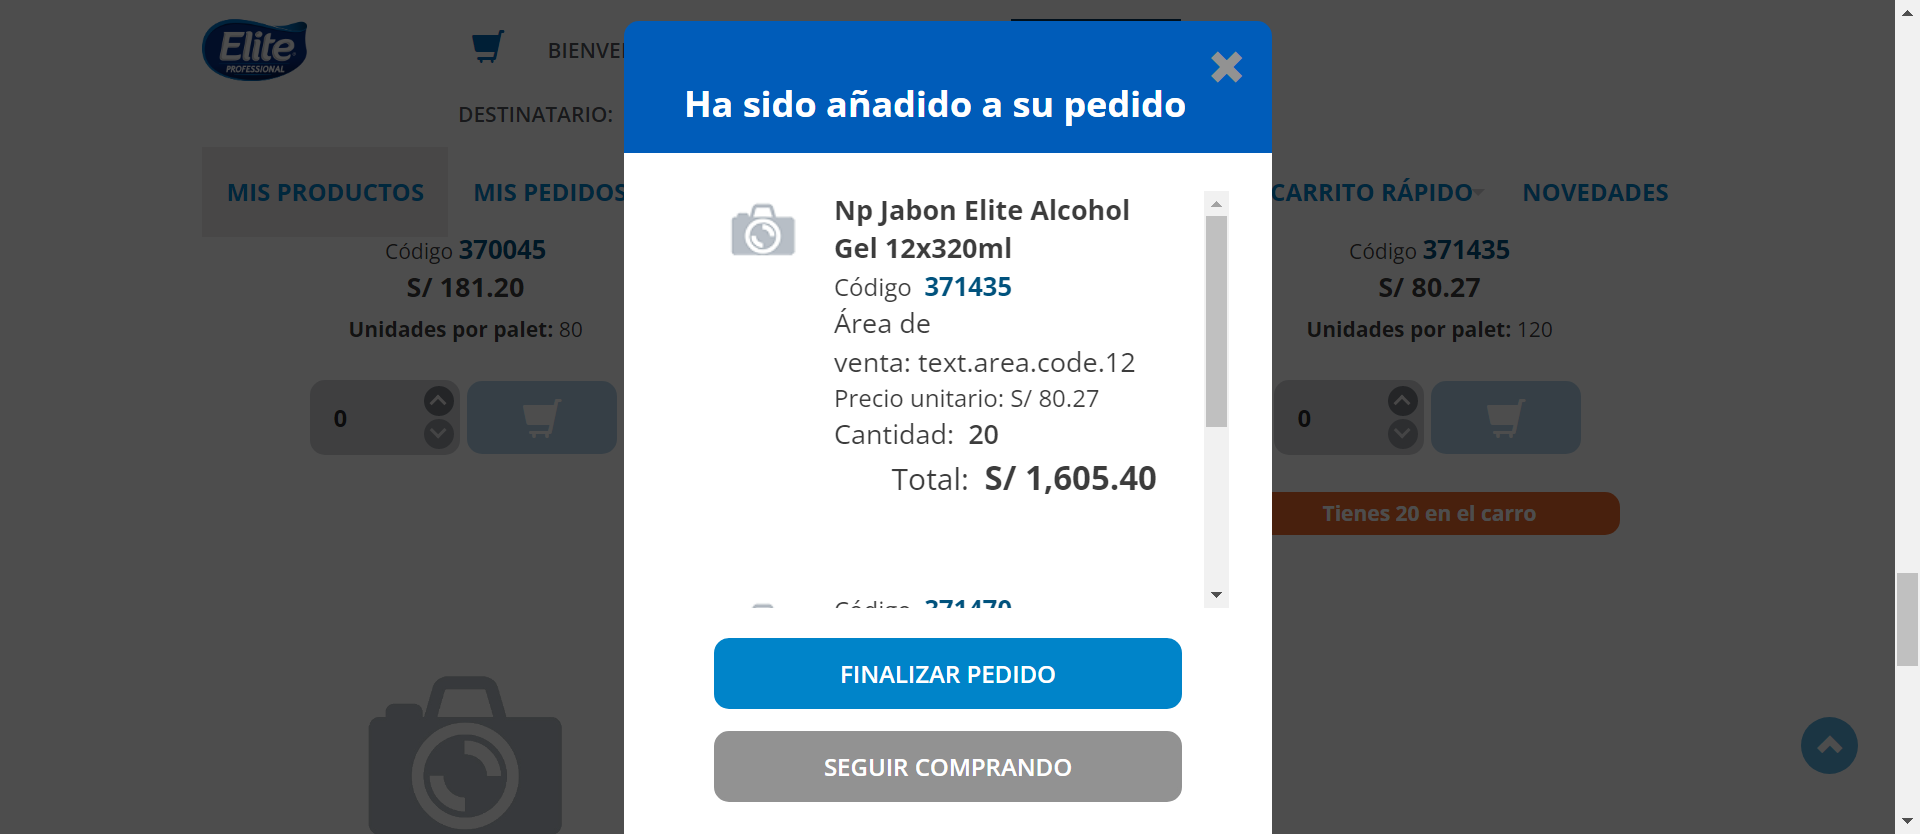 Elite
PROFESSIONAL
DESTINATARIO:
MIS PRODUCTOS
MIS PEDIDOS
CARRITO RÁPIDO
NOVEDADES
Código 370045
S/ 181.20
Unidades por palet: 80
0
Ha sido añadido a su pedido
Np Jabon Elite Alcohol
Gel 12x320ml
Código 371435
Área de
venta: text.area.code.12
Precio unitario: S/ 80.27
Cantidad: 20
Total: S/ 1,605.40
Código 371470
FINALIZAR PEDIDO
SEGUIR COMPRANDO
Código 371435
S/ 80.27
Unidades por palet: 120
0
Tienes 20 en el carro